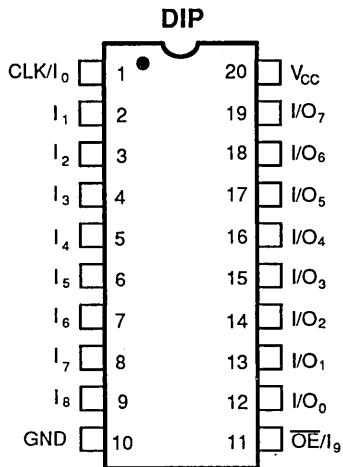 DIP
CLK/I₀ 1 20 V_CC
I₁ 2 19 I/O₇
I₂ 3 18 I/O₆
I₃ 4 17 I/O₅
I₄ 5 16 I/O₄
I₅ 6 15 I/O₃
I₆ 7 14 I/O₂
I₇ 8 13 I/O₁
I₈ 9 12 I/O₀
GND 10 11 O̅E̅/I₉